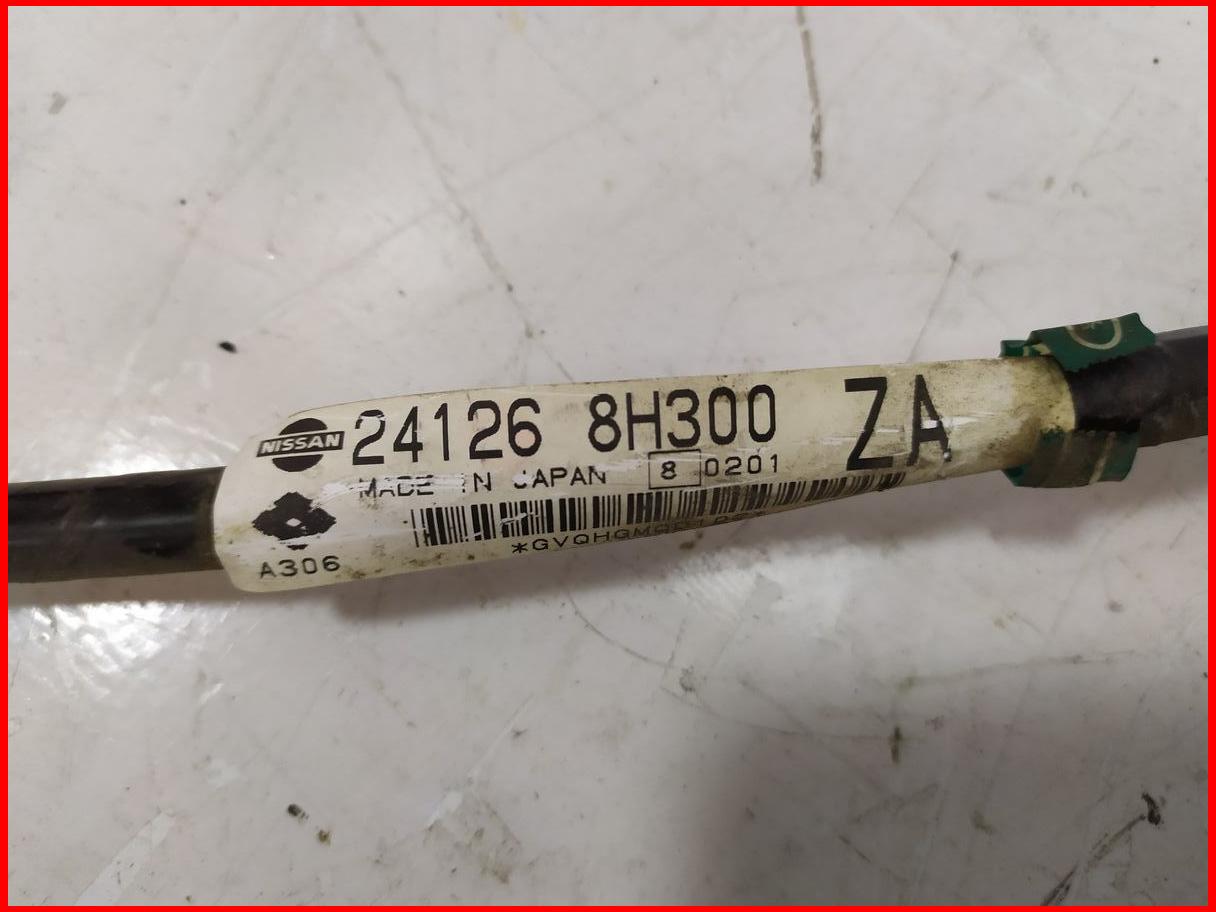 NISSAN 24126 8H300 ZA
MADE IN JAPAN 8 0201
A306